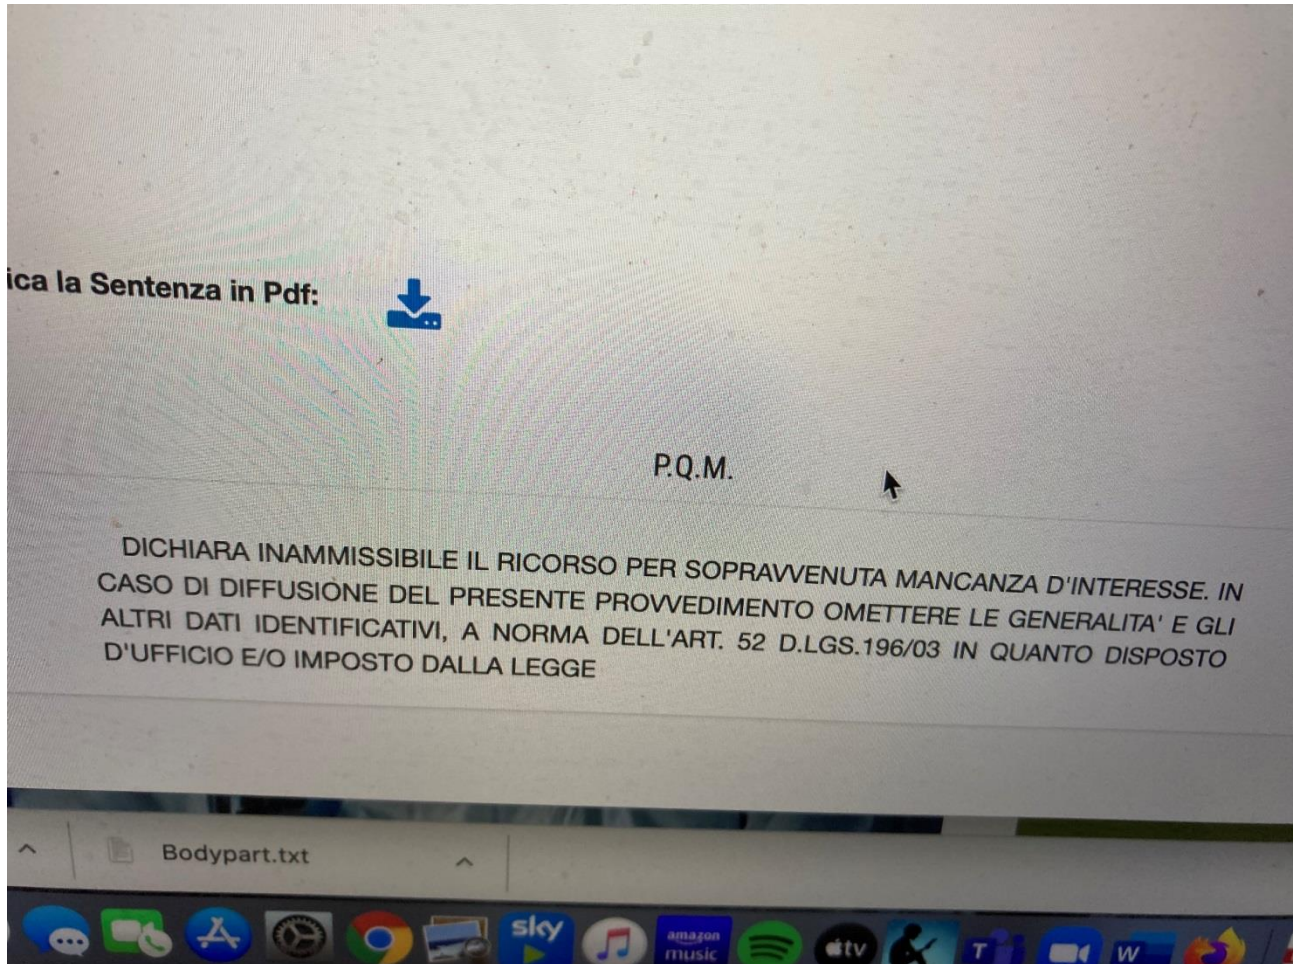 ica la Sentenza in Pdf:
P.Q.M.
DICHIARA INAMMISSIBILE IL RICORSO PER SOPRAVVENUTA MANCANZA D'INTERESSE. IN
CASO DI DIFFUSIONE DEL PRESENTE PROVVEDIMENTO OMETTERE LE GENERALITA' E GLI
ALTRI DATI IDENTIFICATIVI, A NORMA DELL'ART. 52 D.LGS.196/03 IN QUANTO DISPOSTO
D'UFFICIO E/O IMPOSTO DALLA LEGGE
Bodypart.txt
sky
amazon
music
tv
T
W